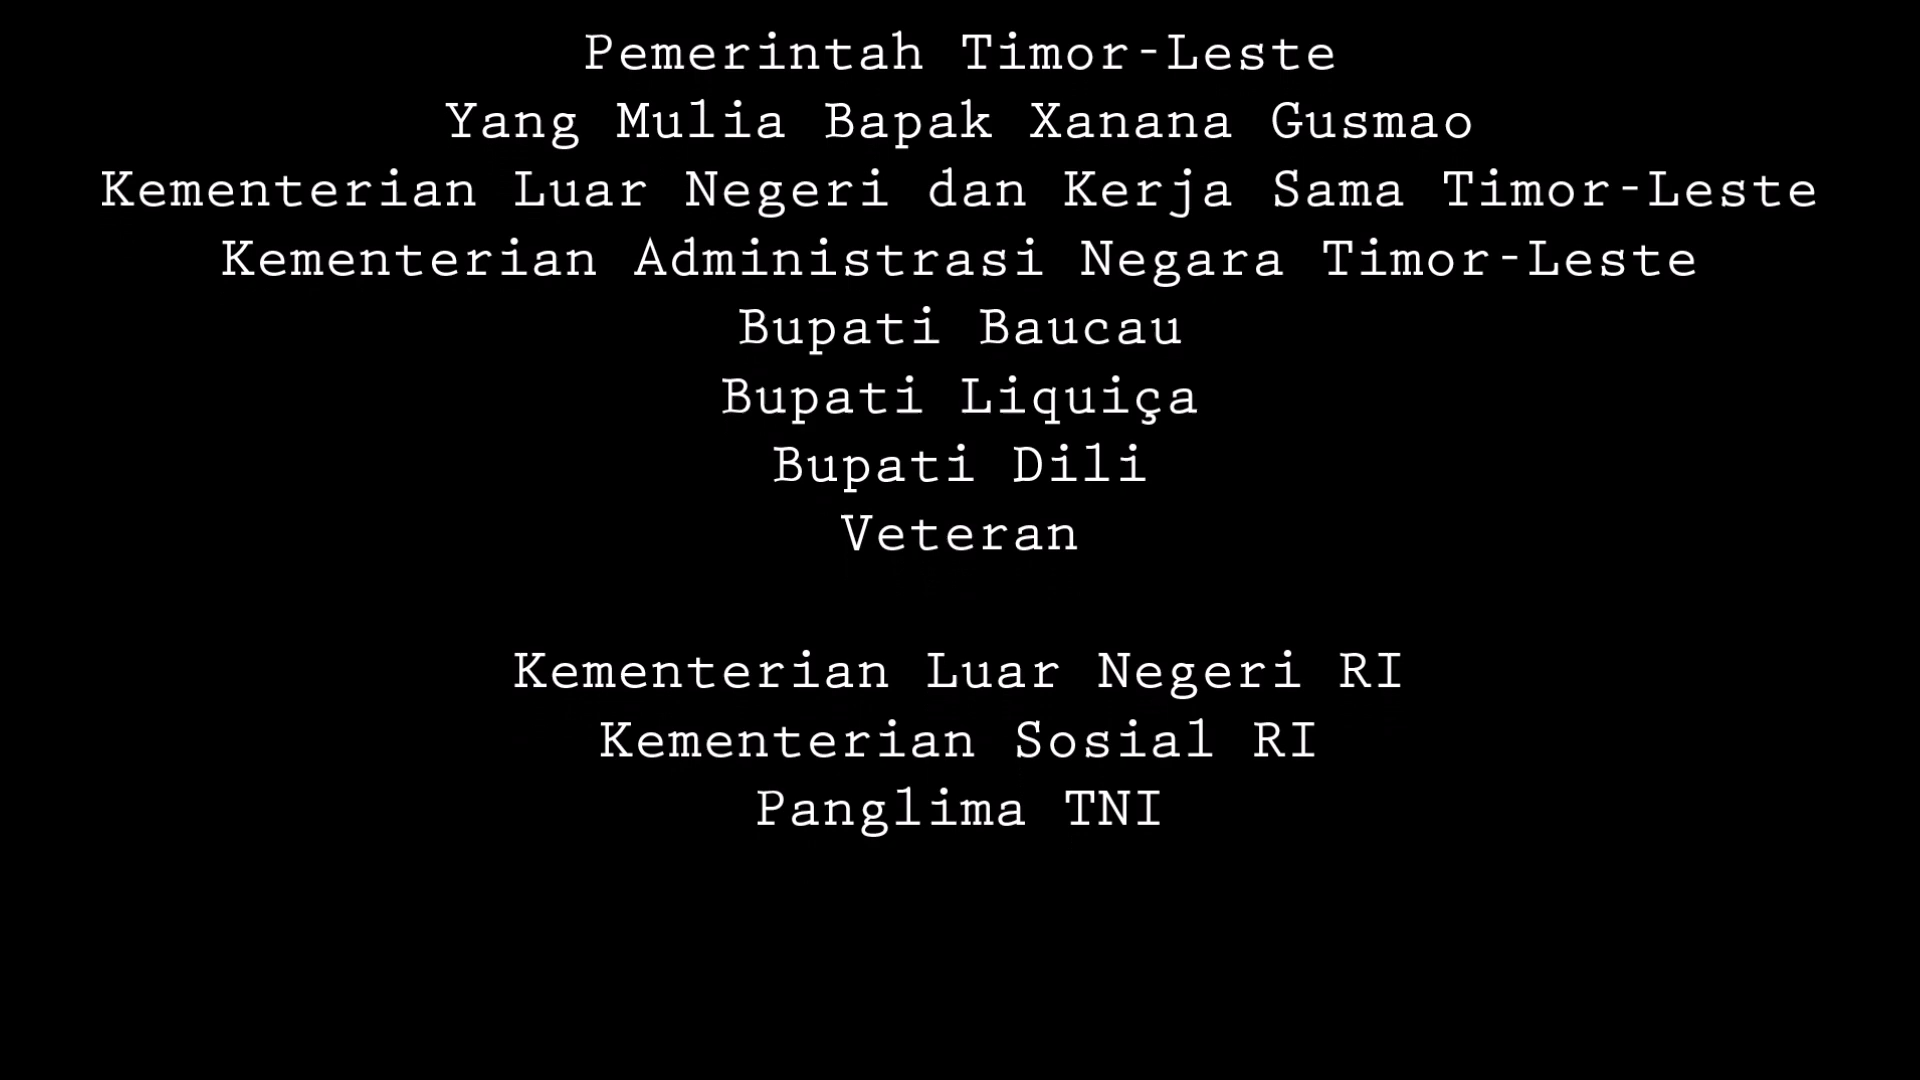 Pemerintah Timor-Leste
Yang Mulia Bapak Xanana Gusmao
Kementerian Luar Negeri dan Kerja Sama Timor-Leste
Kementerian Administrasi Negara Timor-Leste
Bupati Baucau
Bupati Liquiça
Bupati Dili
Veteran
Kementerian Luar Negeri RI
Kementerian Sosial RI
Panglima TNI